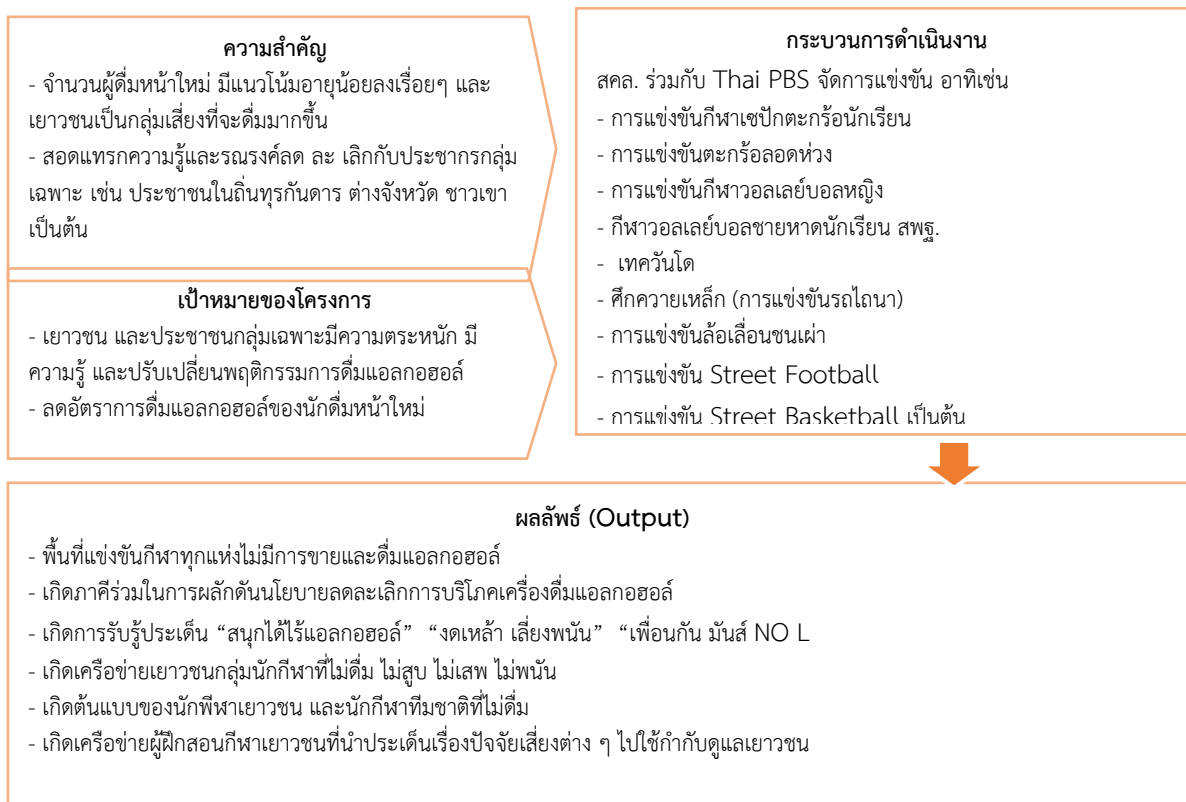 ความสำคัญ
- จำนวนผู้ดื่มหน้าใหม่ มีแนวโน้มอายุน้อยลงเรื่อยๆ และ
เยาวชนเป็นกลุ่มเสี่ยงที่จะดื่มมากขึ้น
- สอดแทรกความรู้และรณรงค์ลด ละ เลิกกับประชากรกลุ่ม
เฉพาะ เช่น ประชาชนในถิ่นทุรกันดาร ต่างจังหวัด ชาวเขา
เป็นต้น
เป้าหมายของโครงการ
- เยาวชน และประชาชนกลุ่มเฉพาะมีความตระหนัก มี
ความรู้ และปรับเปลี่ยนพฤติกรรมการดื่มแอลกอฮอล์
- ลดอัตราการดื่มแอลกอฮอล์ของนักดื่มหน้าใหม่
กระบวนการดำเนินงาน
สคล. ร่วมกับ Thai PBS จัดการแข่งขัน อาทิเช่น
- การแข่งขันกีฬาเซปักตะกร้อนักเรียน
- การแข่งขันตะกร้อลอดห่วง
- การแข่งขันกีฬาวอลเลย์บอลหญิง
- กีฬาวอลเลย์บอลชายหาดนักเรียน สพฐ.
- เทควันโด
- ศึกควายเหล็ก (การแข่งขันรถไถนา)
- การแข่งขันล้อเลื่อนชนเผ่า
- การแข่งขัน Street Football
- การแข่งขัน Street Basketball เป็นต้น
ผลลัพธ์ (Output)
- พื้นที่แข่งขันกีฬาทุกแห่งไม่มีการขายและดื่มแอลกอฮอล์
- เกิดภาคีร่วมในการผลักดันนโยบายลดละเลิกการบริโภคเครื่องดื่มแอลกอฮอล์
- เกิดการรับรู้ประเด็น “สนุกได้ไร้แอลกอฮอล์” “งดเหล้า เลี่ยงพนัน” “เพื่อนกัน มันส์ NO L
- เกิดเครือข่ายเยาวชนกลุ่มนักกีฬาที่ไม่ดื่ม ไม่สูบ ไม่เสพ ไม่พนัน
- เกิดต้นแบบของนักพีฬาเยาวชน และนักกีฬาทีมชาติที่ไม่ดื่ม
- เกิดเครือข่ายผู้ฝึกสอนกีฬาเยาวชนที่นำประเด็นเรื่องปัจจัยเสี่ยงต่าง ๆ ไปใช้กำกับดูแลเยาวชน